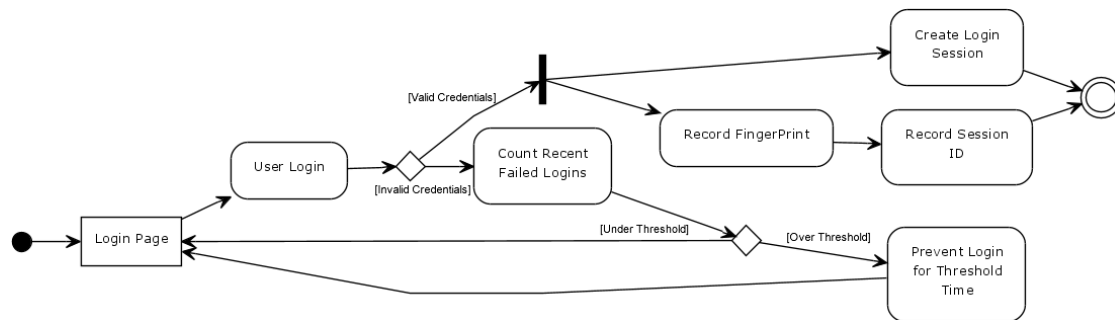 Create Login
Session
[Valid Credentials]
Record FingerPrint
Record Session
ID
User Login
Count Recent
Failed Logins
[Invalid Credentials]
Login Page
[Under Threshold]
[Over Threshold]
Prevent Login
for Threshold
Time